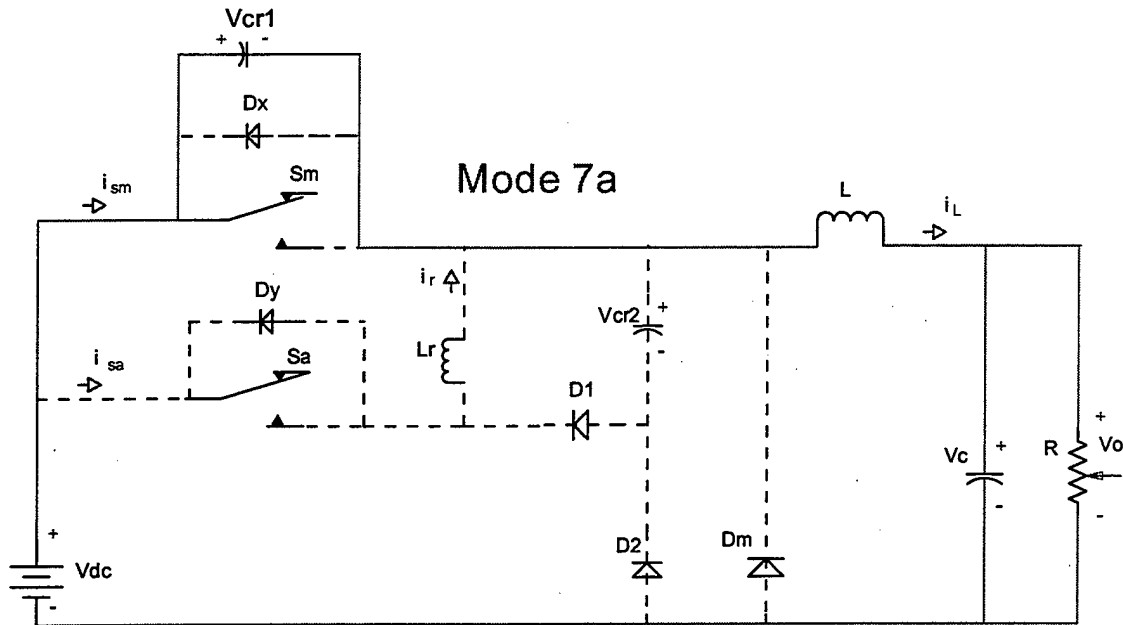 Vcr1
+ -
Dx
Sm
Mode 7a
i sm
L
i L
i r
Dy
Vcr2
+
-
Lr
Sa
i sa
D1
Vc
+
-
R
+
Vo
-
D2
Dm
+
Vdc
-